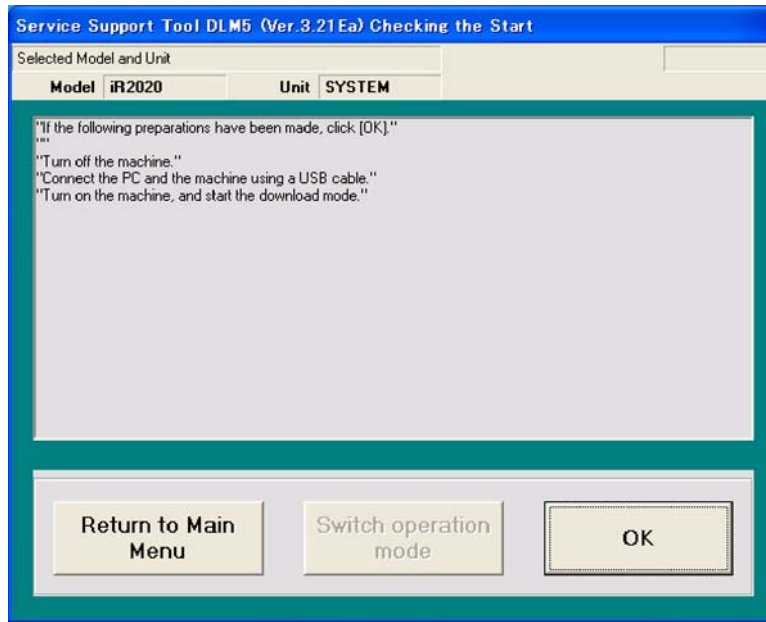 Service Support Tool DLM5 (Ver.3.21Ea) Checking the Start
Selected Model and Unit
Model iR2020 Unit SYSTEM
"If the following preparations have been made, click [OK]."
""
"Turn off the machine."
"Connect the PC and the machine using a USB cable."
"Turn on the machine, and start the download mode."
Return to Main
Menu
Switch operation
mode
OK